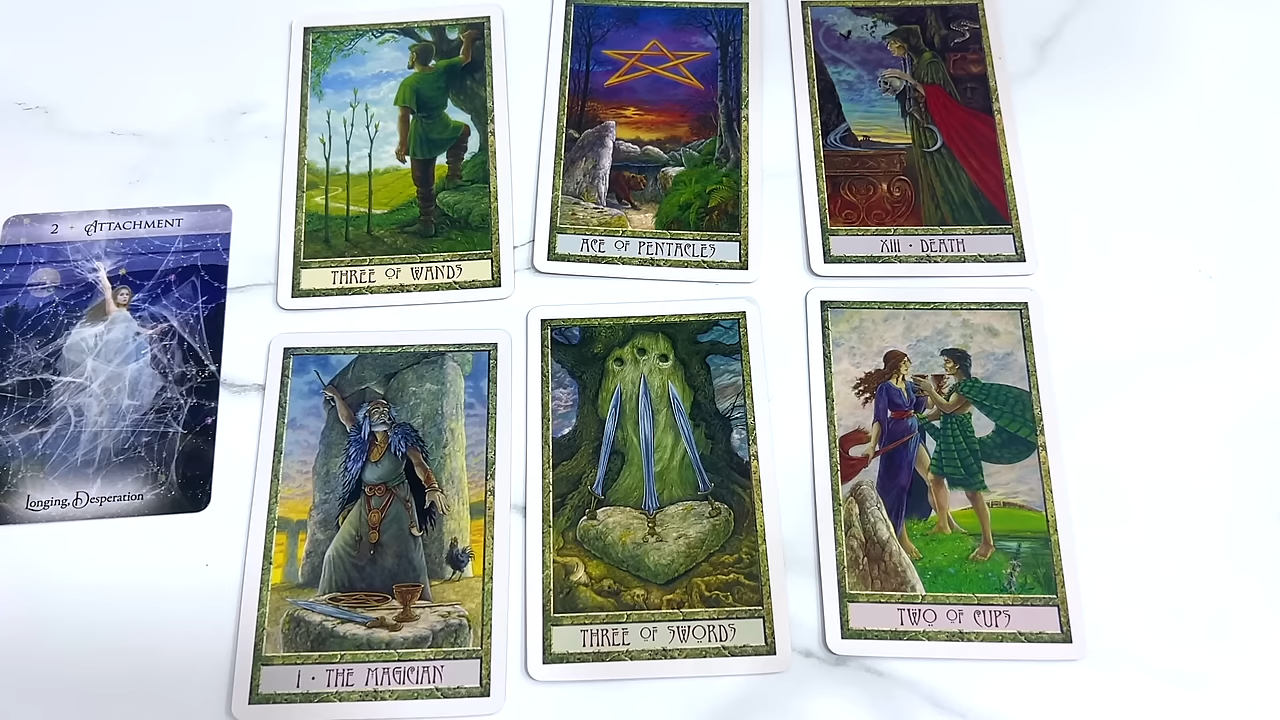 2 + ATTACHMENT
Longing, Desperation
THREE OF WANDS
ACE OF PENTACLES
XIII • DEATH
I • THE MAGICIAN
THREE OF SWORDS
TWO OF CUPS